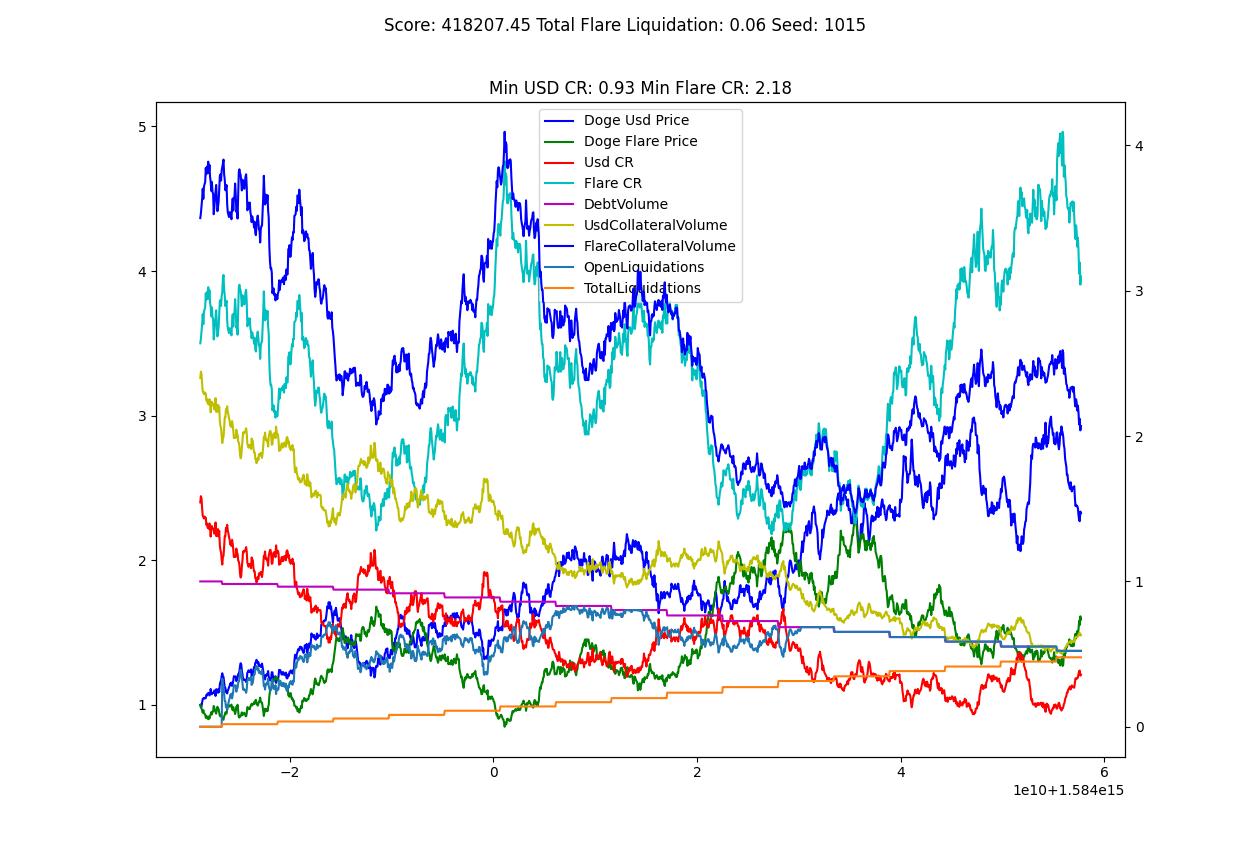 Score: 418207.45 Total Flare Liquidation: 0.06 Seed: 1015
Min USD CR: 0.93 Min Flare CR: 2.18
Doge Usd Price
Doge Flare Price
Usd CR
Flare CR
DebtVolume
UsdCollateralVolume
FlareCollateralVolume
OpenLiquidations
TotalLiquidations
5
4
3
2
1
4
3
2
1
0
−2
0
2
4
6
1e10+1.584e15